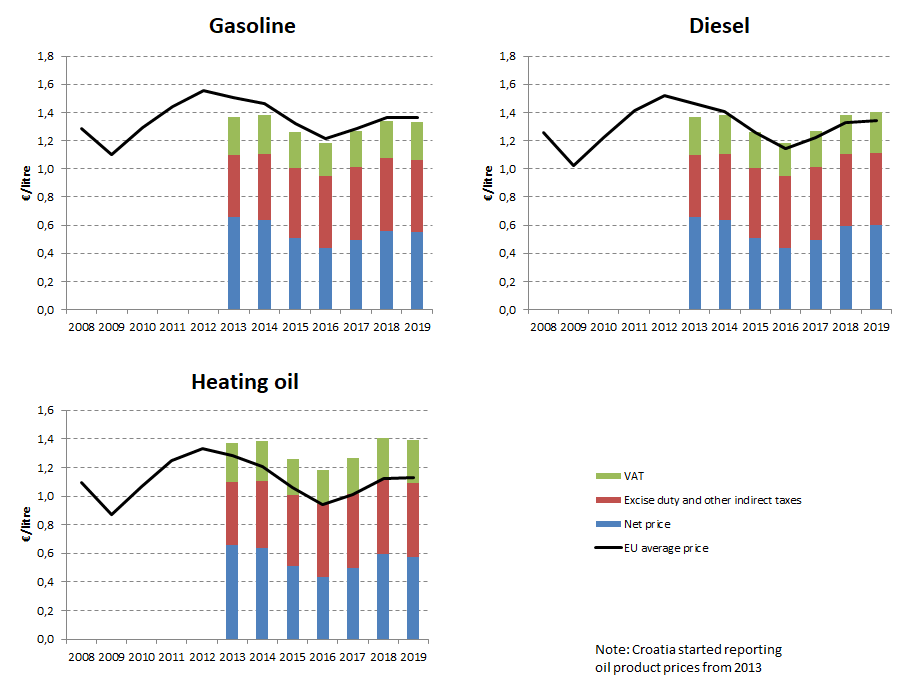 Gasoline
€/litre
1,8
1,6
1,4
1,2
1,0
0,8
0,6
0,4
0,2
0,0
2008 2009 2010 2011 2012 2013 2014 2015 2016 2017 2018 2019
Diesel
€/litre
1,8
1,6
1,4
1,2
1,0
0,8
0,6
0,4
0,2
0,0
2008 2009 2010 2011 2012 2013 2014 2015 2016 2017 2018 2019
Heating oil
€/litre
1,6
1,4
1,2
1,0
0,8
0,6
0,4
0,2
0,0
2008 2009 2010 2011 2012 2013 2014 2015 2016 2017 2018 2019
VAT
Excise duty and other indirect taxes
Net price
EU average price
Note: Croatia started reporting
oil product prices from 2013